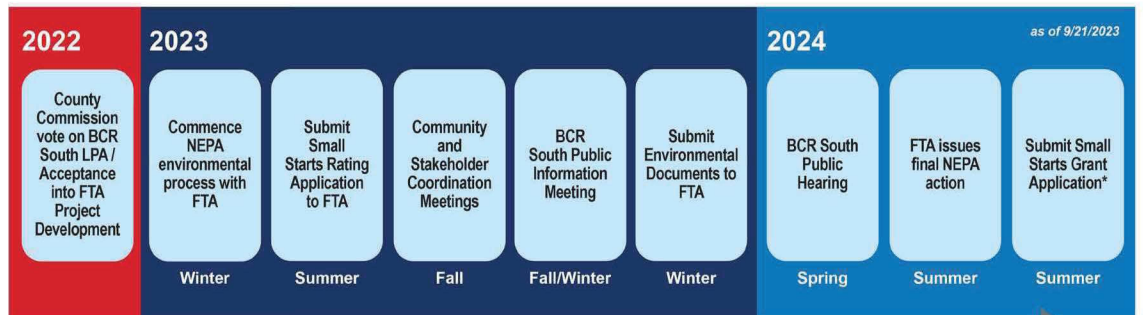 2022
County
Commission
vote on BCR
South LPA /
Acceptance
into FTA
Project
Development
2023
Commence
NEPA
environmental
process with
FTA
Winter
Submit
Small
Starts Rating
Application
to FTA
Summer
Community
and
Stakeholder
Coordination
Meetings
Fall
BCR
South Public
Information
Meeting
Fall/Winter
Submit
Environmental
Documents to
FTA
Winter
2024
as of 9/21/2023
BCR South
Public
Hearing
Spring
FTA issues
final NEPA
action
Summer
Submit Small
Starts Grant
Application*
Summer